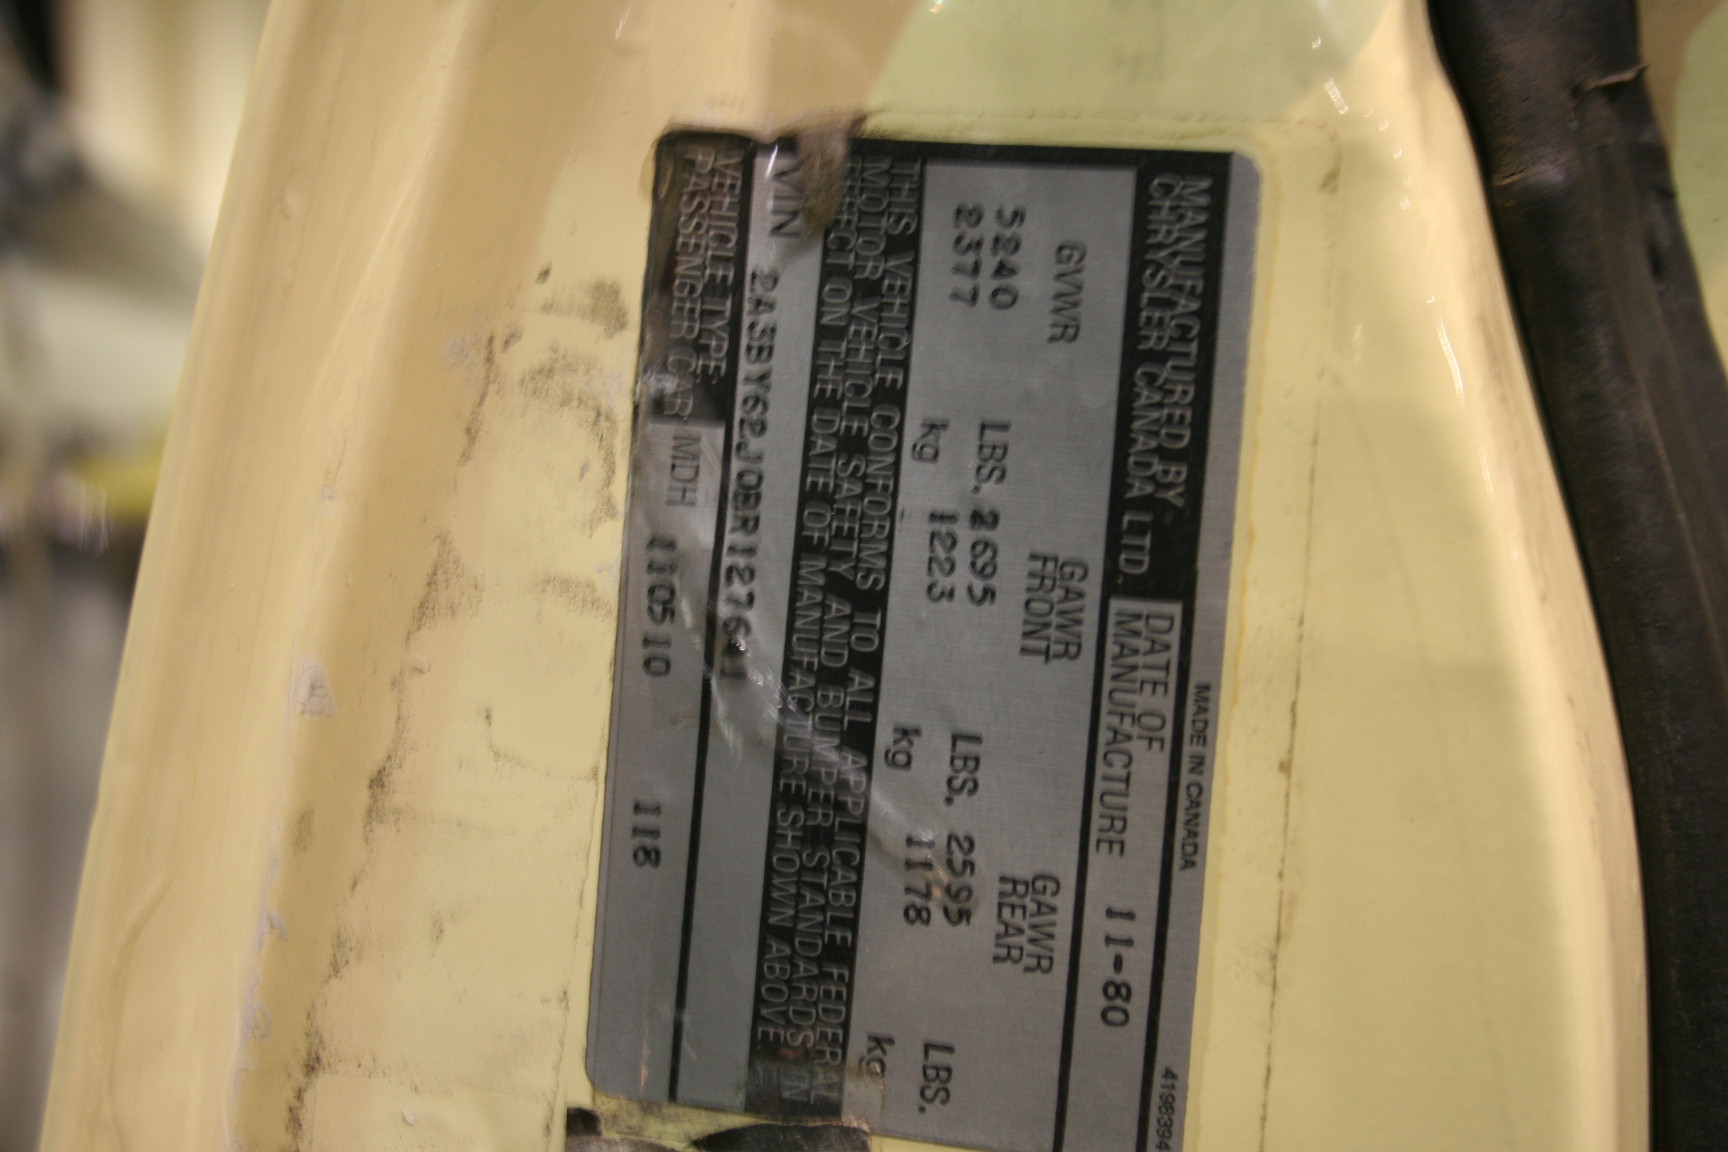 MADE IN CANADA
4198394
MANUFACTURED BY
CHRYSLER CANADA LTD.
DATE OF
MANUFACTURE
11-80
GVWR
GAWR
FRONT
GAWR
REAR
5240 LBS. 2695 LBS. 2595 LBS.
2377 kg 1223 kg 1178 kg
THIS VEHICLE CONFORMS TO ALL APPLICABLE FEDERAL
MOTOR VEHICLE SAFETY AND BUMPER STANDARDS IN
EFFECT ON THE DATE OF MANUFACTURE SHOWN ABOVE
VIN 2A3BY62J0BR127641
VEHICLE TYPE
PASSENGER CAR
MDH 110510 118